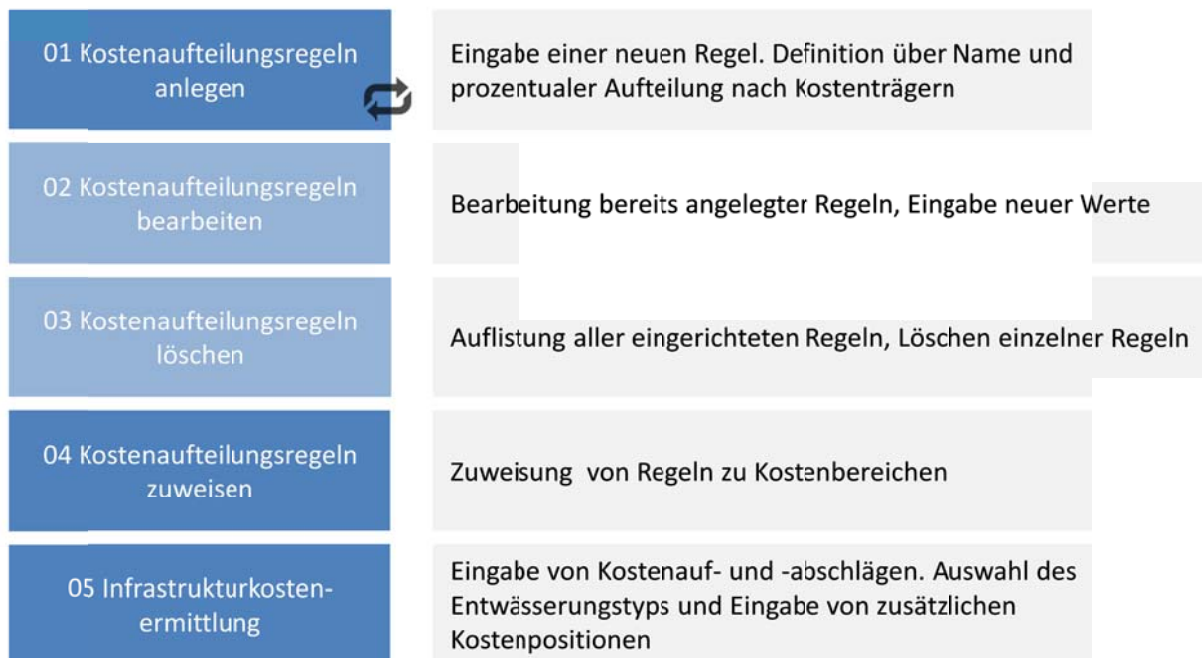 01 Kostenaufteilungsregeln
anlegen
Eingabe einer neuen Regel. Definition über Name und
prozentualer Aufteilung nach Kostenträgern
02 Kostenaufteilungsregeln
bearbeiten
Bearbeitung bereits angelegter Regeln, Eingabe neuer Werte
03 Kostenaufteilungsregeln
löschen
Auflistung aller eingerichteten Regeln, Löschen einzelner Regeln
04 Kostenaufteilungsregeln
zuweisen
Zuweisung von Regeln zu Kostenbereichen
05 Infrastrukturkosten-
ermittlung
Eingabe von Kostenauf- und -abschlägen. Auswahl des
Entwässerungstyps und Eingabe von zusätzlichen
Kostenpositionen